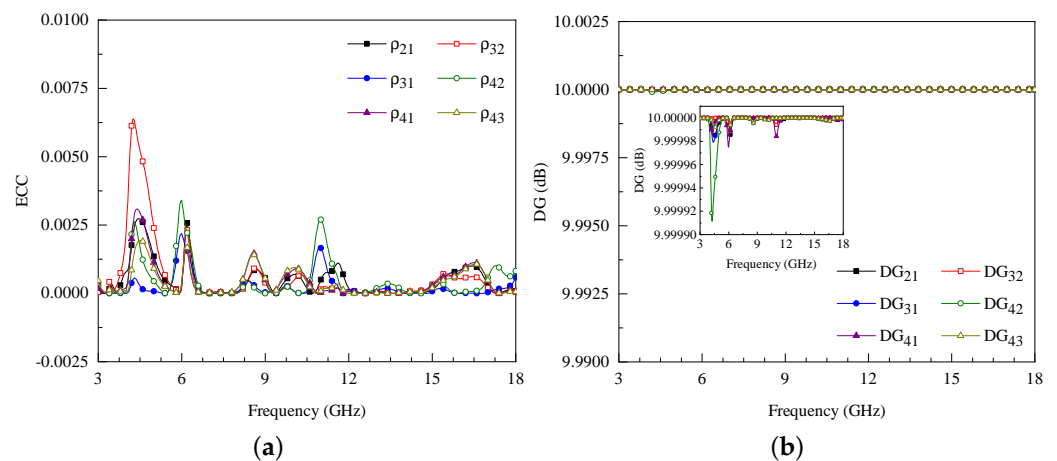 0.0100
0.0075
0.0050
0.0025
0.0000
-0.0025
ECC
ρ21 ρ32
ρ31 ρ42
ρ41 ρ43
3 6 9 12 15 18
Frequency (GHz)
(a)
10.0025
10.0000
9.9975
9.9950
9.9925
9.9900
DG (dB)
10.00000
9.99998
9.99996
9.99994
9.99992
9.99990
DG (dB)
3 6 9 12 15 18
Frequency (GHz)
DG21 DG32
DG31 DG42
DG41 DG43
3 6 9 12 15 18
Frequency (GHz)
(b)